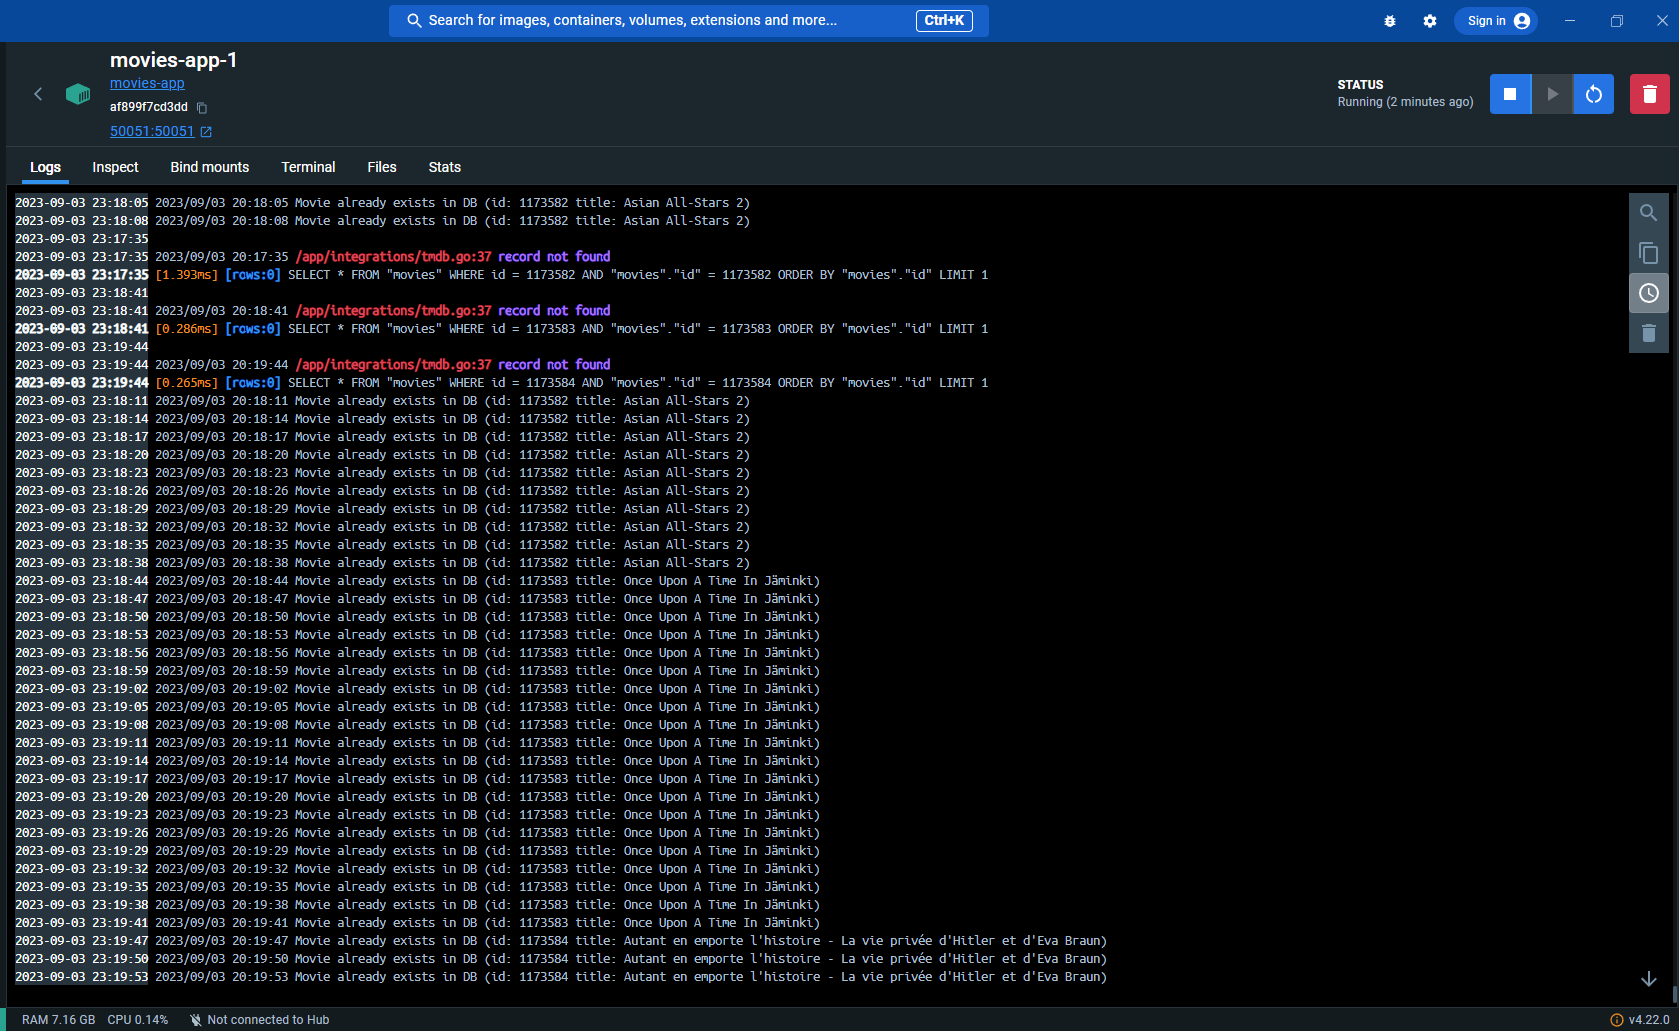 Search for images, containers, volumes, extensions and more... Ctrl+K
Sign in
movies-app-1
movies-app
af899f7cd3dd
50051:50051
STATUS
Running (2 minutes ago)
Logs Inspect Bind mounts Terminal Files Stats
2023-09-03 23:18:05 2023/09/03 20:18:05 Movie already exists in DB (id: 1173582 title: Asian All-Stars 2)
2023-09-03 23:18:08 2023/09/03 20:18:08 Movie already exists in DB (id: 1173582 title: Asian All-Stars 2)
2023-09-03 23:17:35
2023-09-03 23:17:35 2023/09/03 20:17:35 /app/integrations/tmdb.go:37 record not found
2023-09-03 23:17:35 [1.393ms] [rows:0] SELECT * FROM "movies" WHERE id = 1173582 AND "movies"."id" = 1173582 ORDER BY "movies"."id" LIMIT 1
2023-09-03 23:18:41
2023-09-03 23:18:41 2023/09/03 20:18:41 /app/integrations/tmdb.go:37 record not found
2023-09-03 23:18:41 [0.286ms] [rows:0] SELECT * FROM "movies" WHERE id = 1173583 AND "movies"."id" = 1173583 ORDER BY "movies"."id" LIMIT 1
2023-09-03 23:19:44
2023-09-03 23:19:44 2023/09/03 20:19:44 /app/integrations/tmdb.go:37 record not found
2023-09-03 23:19:44 [0.265ms] [rows:0] SELECT * FROM "movies" WHERE id = 1173584 AND "movies"."id" = 1173584 ORDER BY "movies"."id" LIMIT 1
2023-09-03 23:18:11 2023/09/03 20:18:11 Movie already exists in DB (id: 1173582 title: Asian All-Stars 2)
2023-09-03 23:18:14 2023/09/03 20:18:14 Movie already exists in DB (id: 1173582 title: Asian All-Stars 2)
2023-09-03 23:18:17 2023/09/03 20:18:17 Movie already exists in DB (id: 1173582 title: Asian All-Stars 2)
2023-09-03 23:18:20 2023/09/03 20:18:20 Movie already exists in DB (id: 1173582 title: Asian All-Stars 2)
2023-09-03 23:18:23 2023/09/03 20:18:23 Movie already exists in DB (id: 1173582 title: Asian All-Stars 2)
2023-09-03 23:18:26 2023/09/03 20:18:26 Movie already exists in DB (id: 1173582 title: Asian All-Stars 2)
2023-09-03 23:18:29 2023/09/03 20:18:29 Movie already exists in DB (id: 1173582 title: Asian All-Stars 2)
2023-09-03 23:18:32 2023/09/03 20:18:32 Movie already exists in DB (id: 1173582 title: Asian All-Stars 2)
2023-09-03 23:18:35 2023/09/03 20:18:35 Movie already exists in DB (id: 1173582 title: Asian All-Stars 2)
2023-09-03 23:18:38 2023/09/03 20:18:38 Movie already exists in DB (id: 1173582 title: Asian All-Stars 2)
2023-09-03 23:18:44 2023/09/03 20:18:44 Movie already exists in DB (id: 1173583 title: Once Upon A Time In Jäminki)
2023-09-03 23:18:47 2023/09/03 20:18:47 Movie already exists in DB (id: 1173583 title: Once Upon A Time In Jäminki)
2023-09-03 23:18:50 2023/09/03 20:18:50 Movie already exists in DB (id: 1173583 title: Once Upon A Time In Jäminki)
2023-09-03 23:18:53 2023/09/03 20:18:53 Movie already exists in DB (id: 1173583 title: Once Upon A Time In Jäminki)
2023-09-03 23:18:56 2023/09/03 20:18:56 Movie already exists in DB (id: 1173583 title: Once Upon A Time In Jäminki)
2023-09-03 23:18:59 2023/09/03 20:18:59 Movie already exists in DB (id: 1173583 title: Once Upon A Time In Jäminki)
2023-09-03 23:19:02 2023/09/03 20:19:02 Movie already exists in DB (id: 1173583 title: Once Upon A Time In Jäminki)
2023-09-03 23:19:05 2023/09/03 20:19:05 Movie already exists in DB (id: 1173583 title: Once Upon A Time In Jäminki)
2023-09-03 23:19:08 2023/09/03 20:19:08 Movie already exists in DB (id: 1173583 title: Once Upon A Time In Jäminki)
2023-09-03 23:19:11 2023/09/03 20:19:11 Movie already exists in DB (id: 1173583 title: Once Upon A Time In Jäminki)
2023-09-03 23:19:14 2023/09/03 20:19:14 Movie already exists in DB (id: 1173583 title: Once Upon A Time In Jäminki)
2023-09-03 23:19:17 2023/09/03 20:19:17 Movie already exists in DB (id: 1173583 title: Once Upon A Time In Jäminki)
2023-09-03 23:19:20 2023/09/03 20:19:20 Movie already exists in DB (id: 1173583 title: Once Upon A Time In Jäminki)
2023-09-03 23:19:23 2023/09/03 20:19:23 Movie already exists in DB (id: 1173583 title: Once Upon A Time In Jäminki)
2023-09-03 23:19:26 2023/09/03 20:19:26 Movie already exists in DB (id: 1173583 title: Once Upon A Time In Jäminki)
2023-09-03 23:19:29 2023/09/03 20:19:29 Movie already exists in DB (id: 1173583 title: Once Upon A Time In Jäminki)
2023-09-03 23:19:32 2023/09/03 20:19:32 Movie already exists in DB (id: 1173583 title: Once Upon A Time In Jäminki)
2023-09-03 23:19:35 2023/09/03 20:19:35 Movie already exists in DB (id: 1173583 title: Once Upon A Time In Jäminki)
2023-09-03 23:19:38 2023/09/03 20:19:38 Movie already exists in DB (id: 1173583 title: Once Upon A Time In Jäminki)
2023-09-03 23:19:41 2023/09/03 20:19:41 Movie already exists in DB (id: 1173583 title: Once Upon A Time In Jäminki)
2023-09-03 23:19:47 2023/09/03 20:19:47 Movie already exists in DB (id: 1173584 title: Autant en emporte l'histoire - La vie privée d'Hitler et d'Eva Braun)
2023-09-03 23:19:50 2023/09/03 20:19:50 Movie already exists in DB (id: 1173584 title: Autant en emporte l'histoire - La vie privée d'Hitler et d'Eva Braun)
2023-09-03 23:19:53 2023/09/03 20:19:53 Movie already exists in DB (id: 1173584 title: Autant en emporte l'histoire - La vie privée d'Hitler et d'Eva Braun)
RAM 7.16 GB CPU 0.14% Not connected to Hub v4.22.0